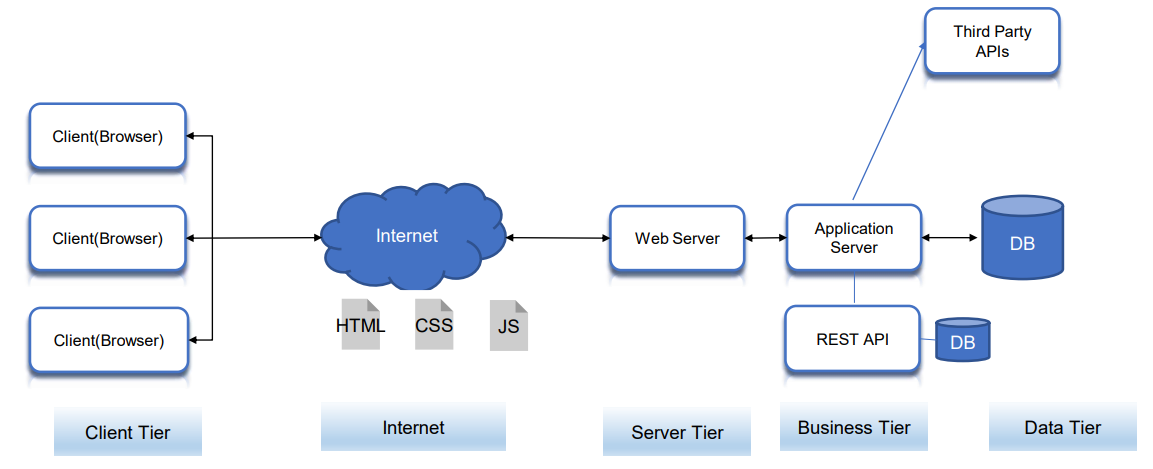 Third Party
APIs
Client(Browser)
Client(Browser)
Client(Browser)
Internet
HTML
CSS
JS
Web Server
Application
Server
DB
REST API
DB
Client Tier
Internet
Server Tier
Business Tier
Data Tier